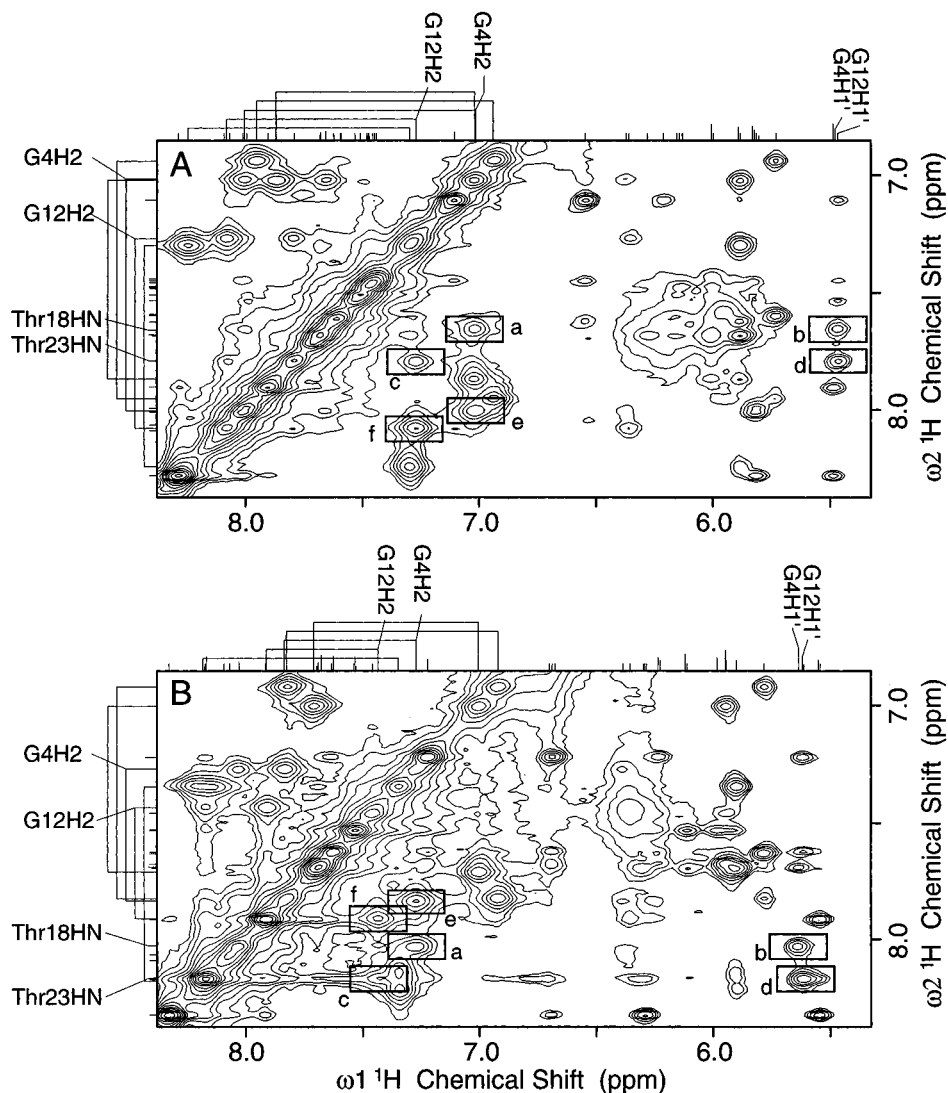 G12H2
G4H2
G12H1'
G4H1'
A
G4H2
G12H2
Thr18HN
Thr23HN
a
b
c
d
e
f
7.0
8.0
ω2 ¹H Chemical Shift (ppm)
8.0 7.0 6.0
G12H2
G4H2
G12H1'
G4H1'
B
G4H2
G12H2
Thr18HN
Thr23HN
f
e
a
b
c
d
7.0
8.0
ω2 ¹H Chemical Shift (ppm)
8.0 7.0 6.0
ω1 ¹H Chemical Shift (ppm)